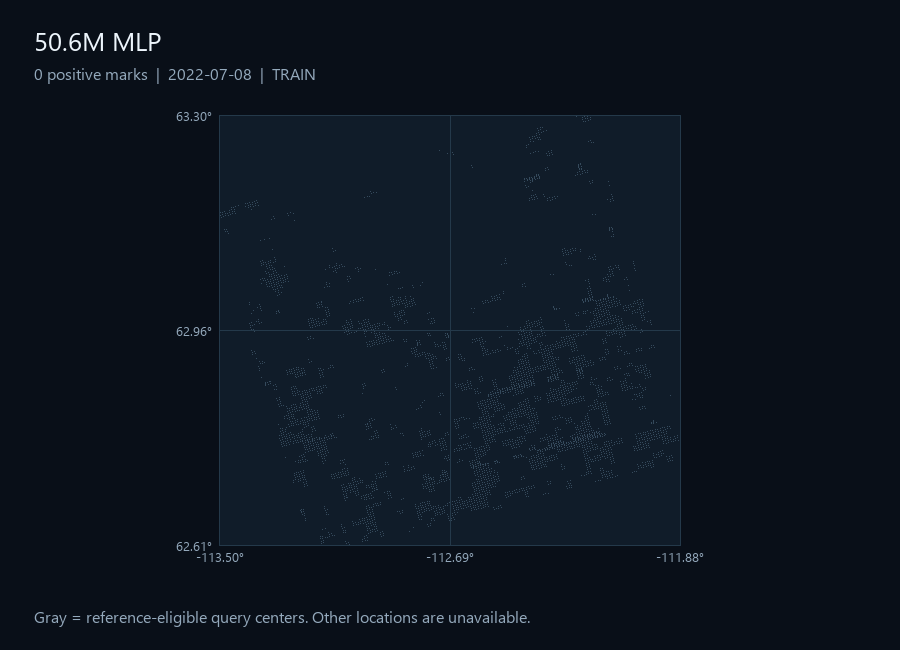 50.6M MLP
0 positive marks | 2022-07-08 | TRAIN
63.30°
62.96°
62.61°
-113.50°
-112.69°
-111.88°
Gray = reference-eligible query centers. Other locations are unavailable.